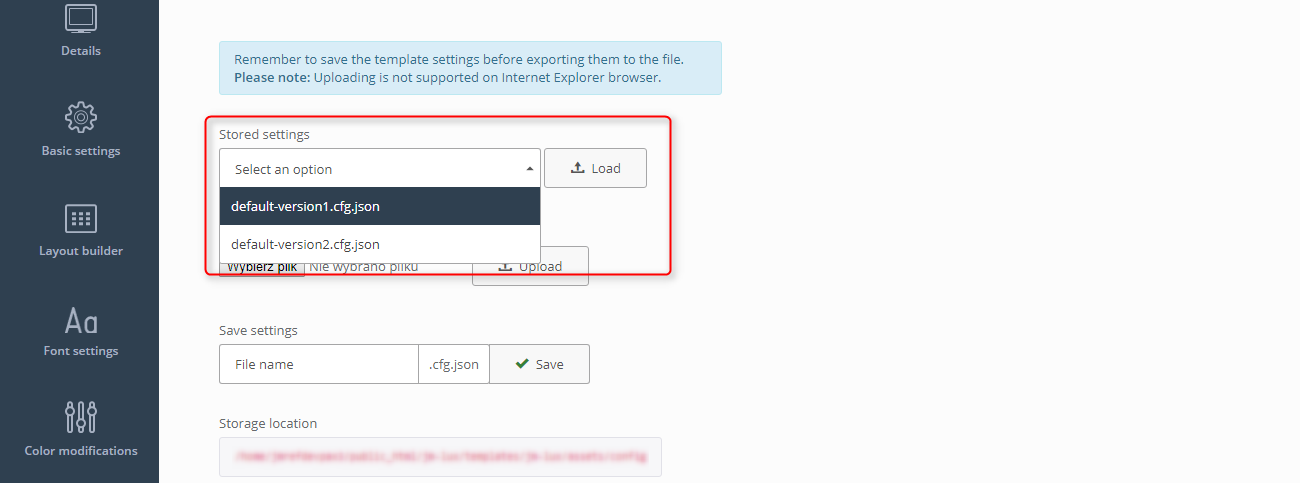 Details
Basic settings
Layout builder
Font settings
Color modifications
Remember to save the template settings before exporting them to the file.
Please note: Uploading is not supported on Internet Explorer browser.
Stored settings
Select an option
Load
default-version1.cfg.json
default-version2.cfg.json
Wybierz plik Nie wybrano pliku
Upload
Save settings
File name
.cfg.json
Save
Storage location